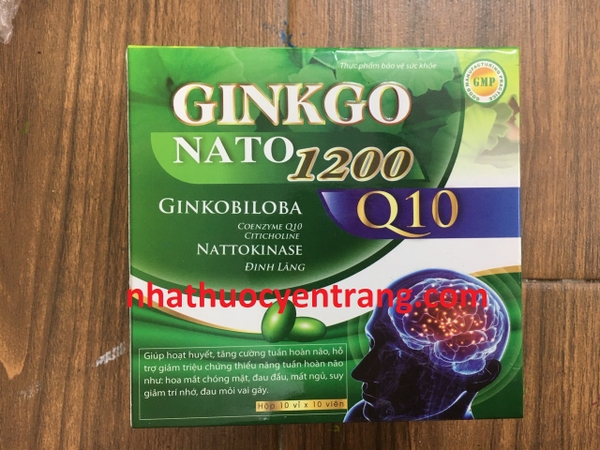 Thực phẩm bảo vệ sức khỏe
GOOD MANUFACTURING PRACTICE
GMP
GINKGO
NATO 1200
Q10
GINKOBILOBA
COENZYME Q10
CITICHOLINE
NATTOKINASE
ĐINH LĂNG
nhathuocyentrang.com
Giúp hoạt huyết, tăng cường tuần hoàn não, hỗ
trợ giảm triệu chứng thiểu năng tuần hoàn não
như: hoa mắt chóng mặt, đau đầu, mất ngủ, suy
giảm trí nhớ, đau mỏi vai gáy.
Hộp 10 vỉ x 10 viên